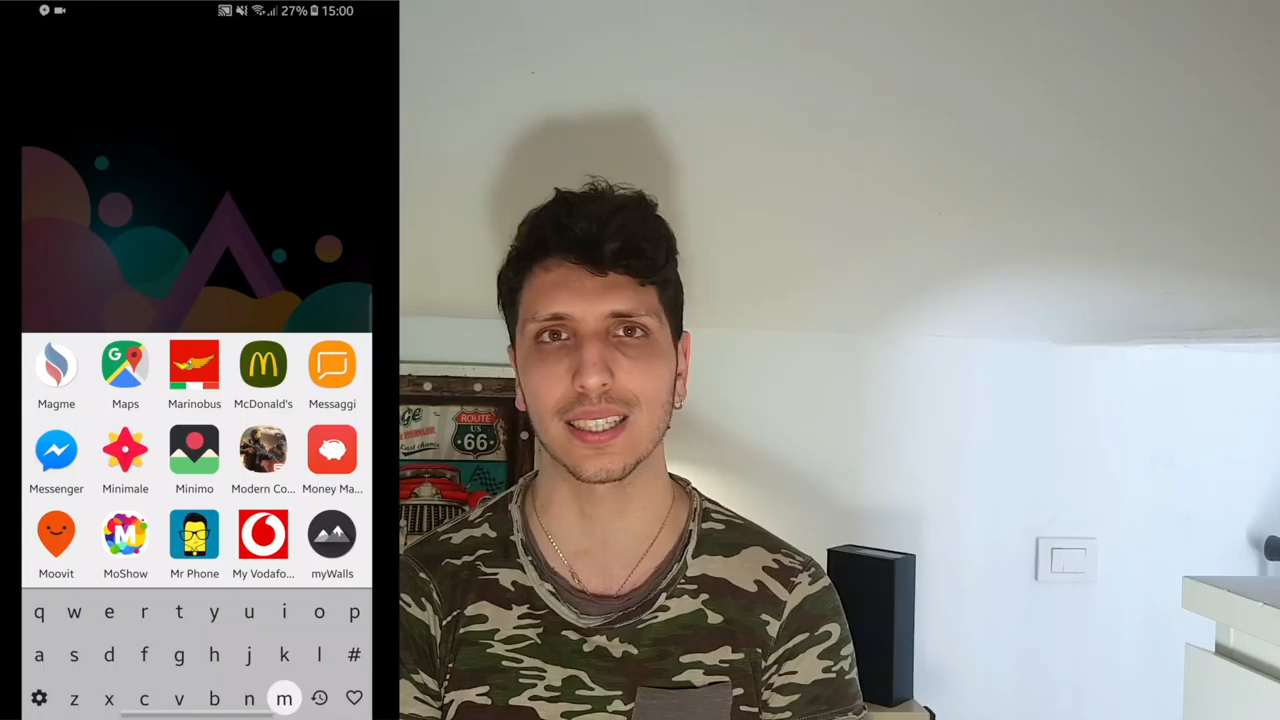 27% 15:00
G
Magme Maps Marinobus McDonald's Messaggi
Messenger Minimale Minimo Modern Co... Money Ma...
M
Moovit MoShow Mr Phone My Vodafo... myWalls
q w e r t y u i o p
a s d f g h j k l #
z x c v b n m
ROUTE
US
66